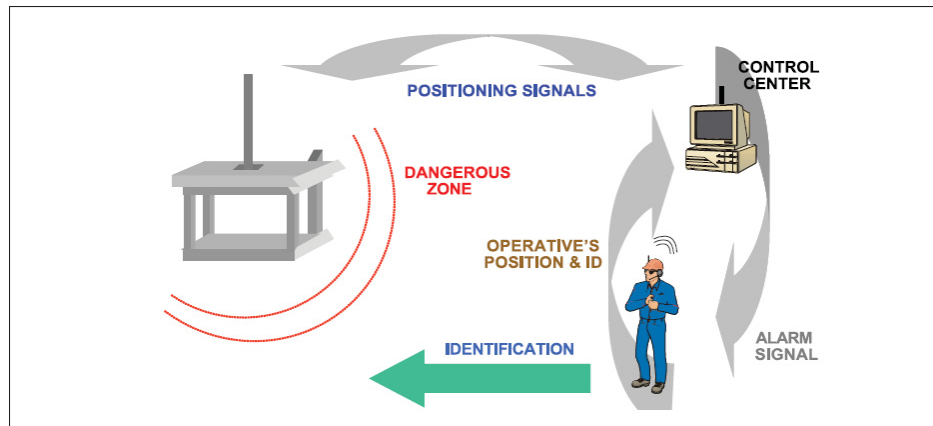 CONTROL
CENTER
POSITIONING SIGNALS
DANGEROUS
ZONE
OPERATIVE'S
POSITION & ID
ALARM
SIGNAL
IDENTIFICATION